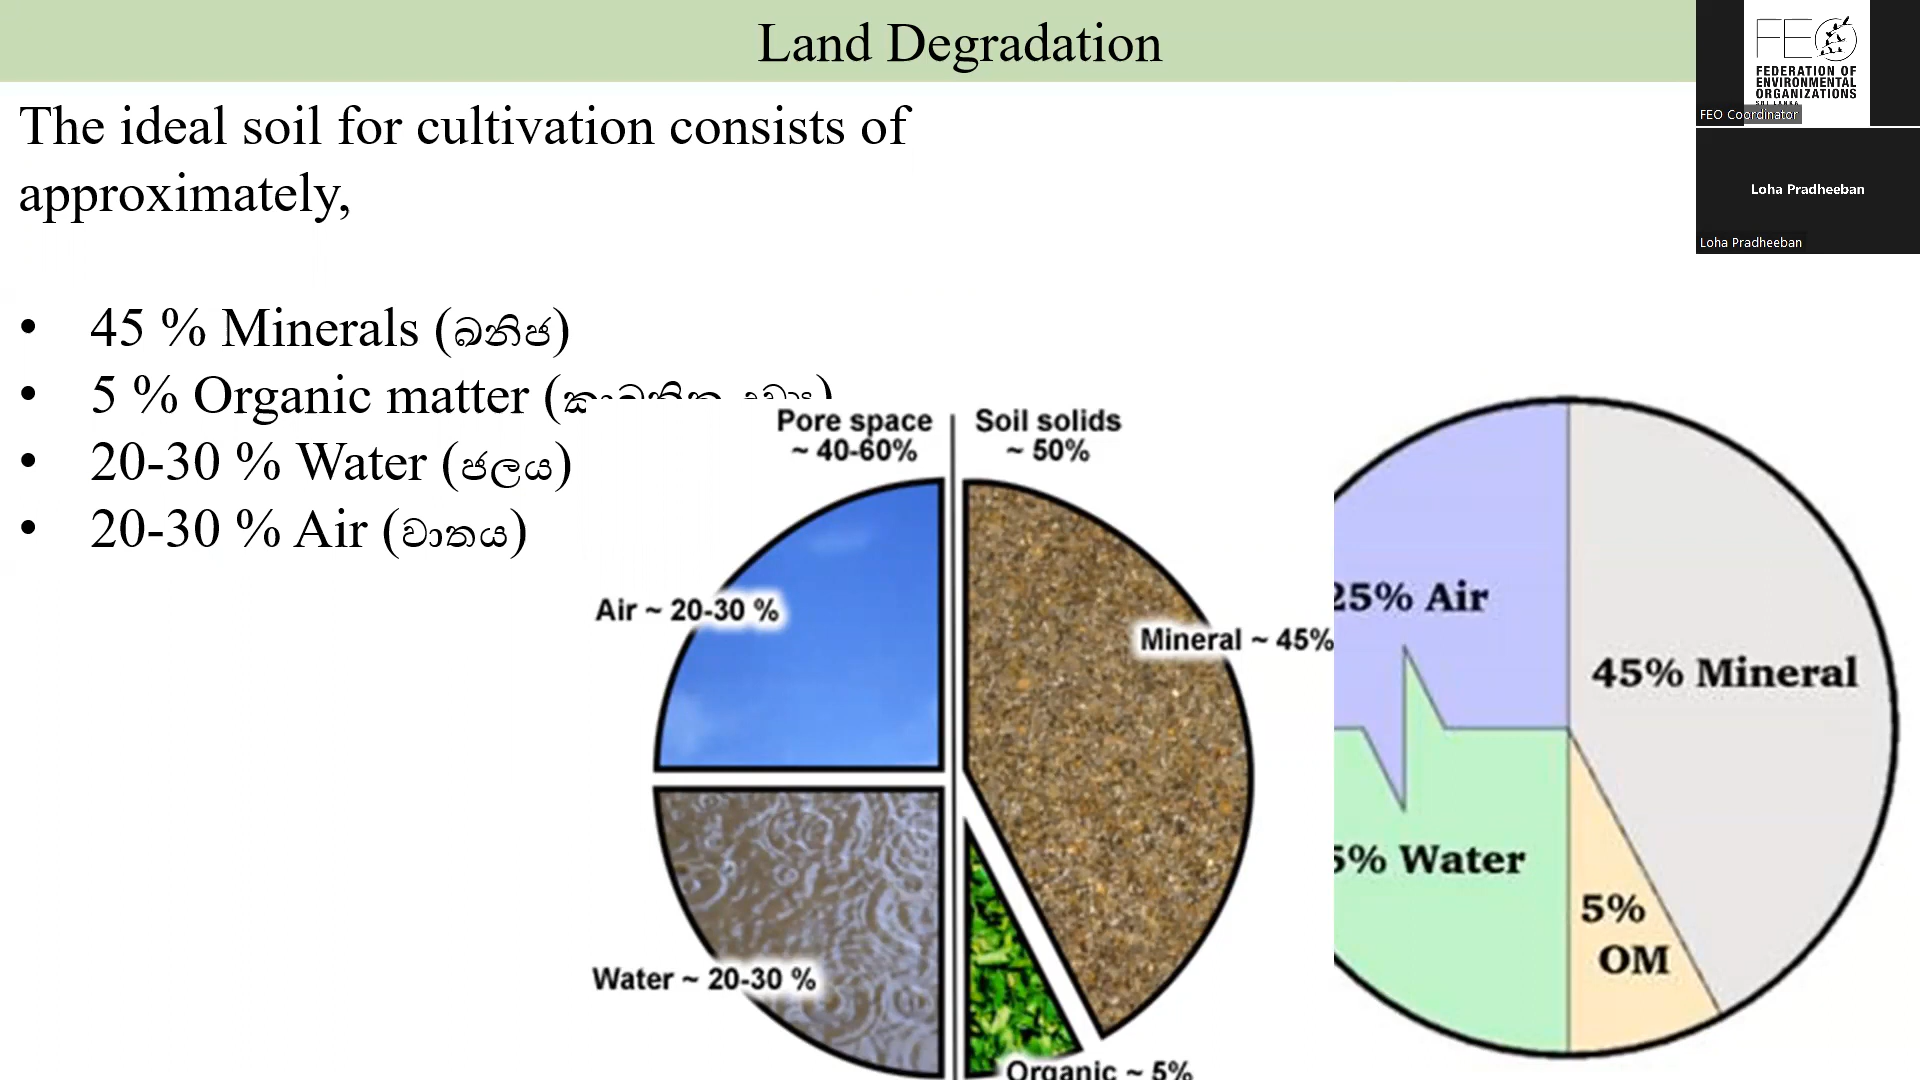 Land Degradation
The ideal soil for cultivation consists of
approximately,
• 45 % Minerals (ඛනිජ)
• 5 % Organic matter (
• 20-30 % Water (ජලය)
• 20-30 % Air (වාතය)
Pore space
~ 40-60%
Soil solids
~ 50%
Air ~ 20-30 %
Mineral ~ 45%
Water ~ 20-30 %
Organic ~ 5%
25% Air
45% Mineral
5% Water
5%
OM
FEO
FEDERATION OF
ENVIRONMENTAL
ORGANIZATIONS
FEO Coordinator
Loha Pradheeban
Loha Pradheeban